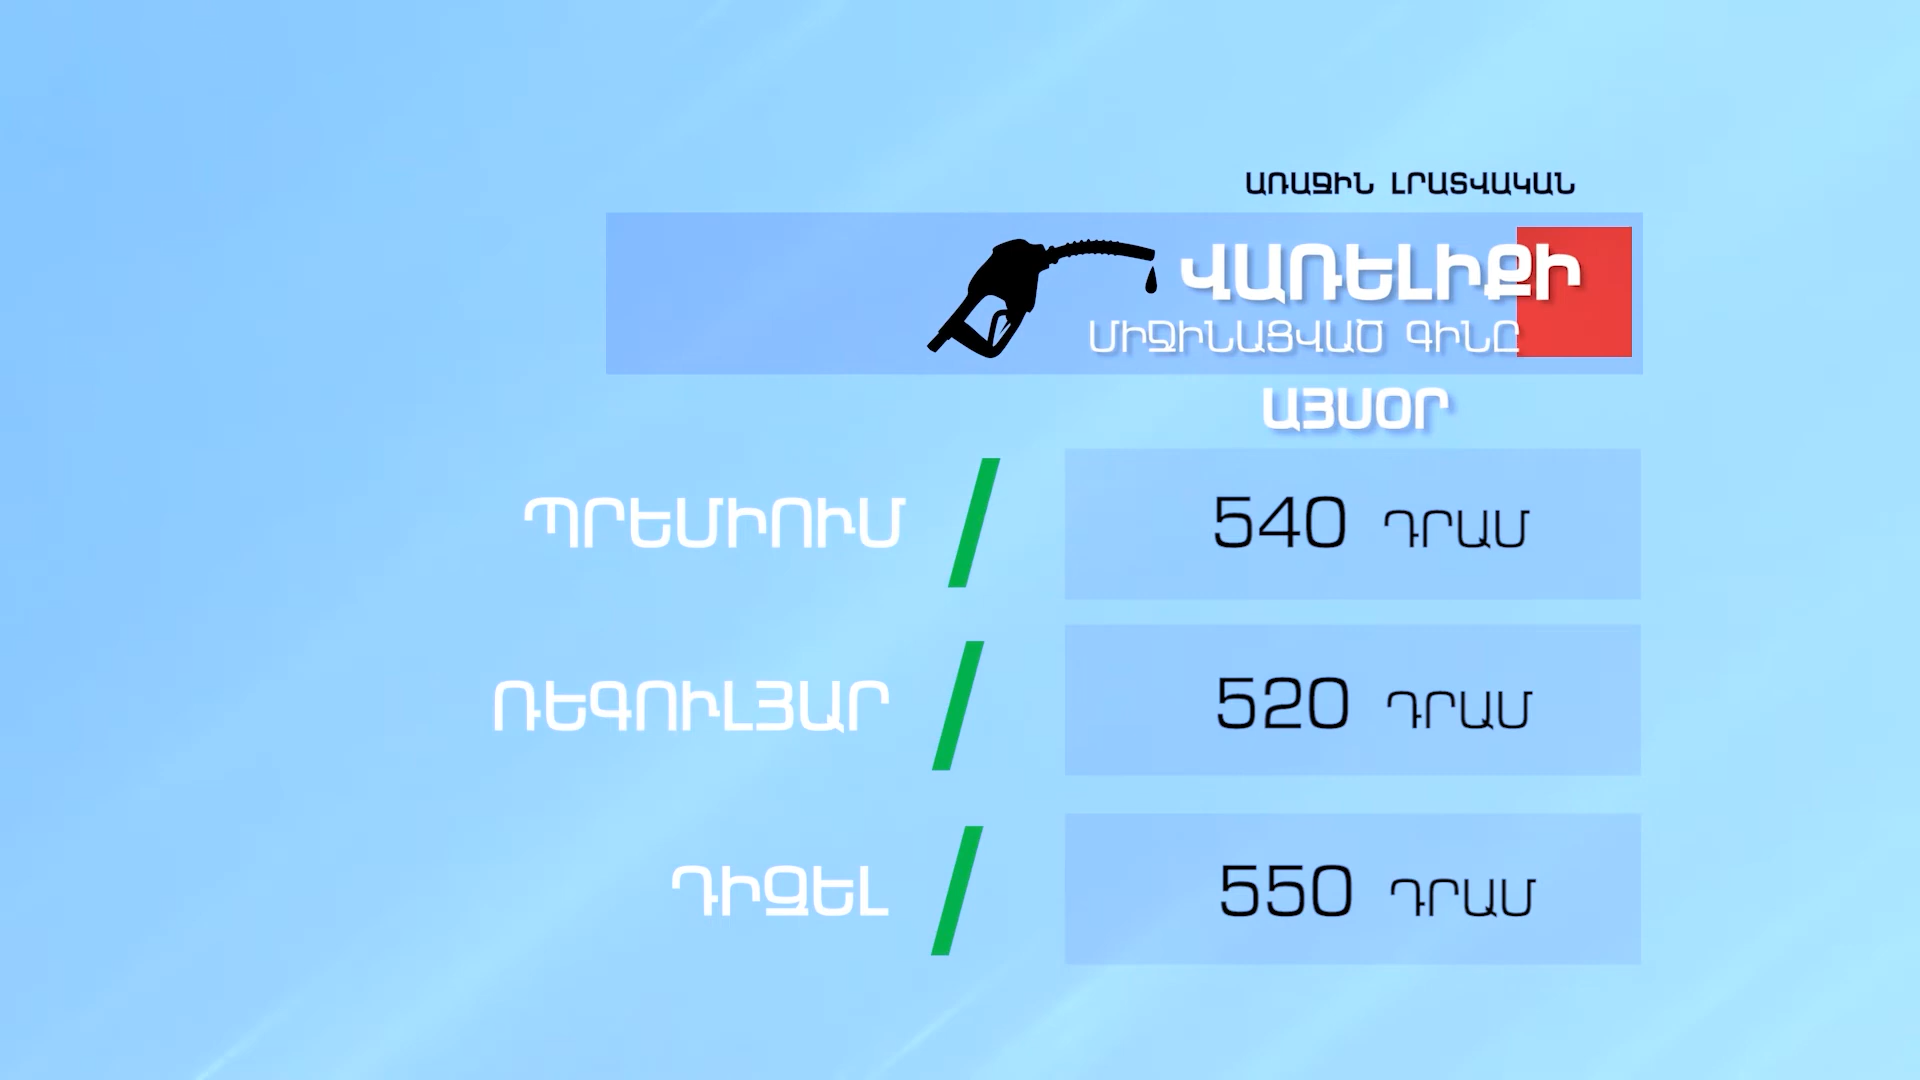 ԱՌԱՋԻՆ ԼՐԱՏՎԱԿԱՆ
ՎԱՌԵԼԻՔԻ
ՄԻՋԻՆԱՑՎԱԾ ԳԻՆԸ
ԱՅՍՕՐ
ՊՐԵՄԻՈՒՄ 540 ԴՐԱՄ
ՌԵԳՈՒԼՅԱՐ 520 ԴՐԱՄ
ԴԻԶԵԼ 550 ԴՐԱՄ